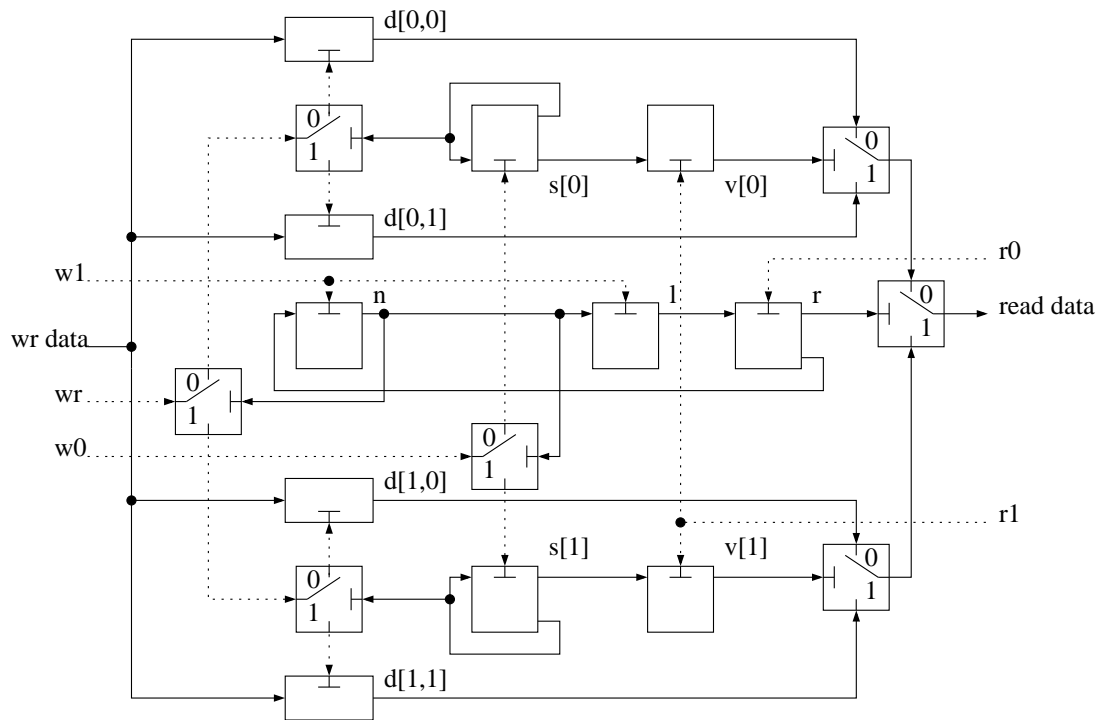 d[0,0]
0
1
0
1
s[0]
v[0]
d[0,1]
w1
r0
n
l
r
0
1
read data
wr data
0
1
wr
0
1
w0
d[1,0]
r1
s[1]
v[1]
0
1
0
1
d[1,1]